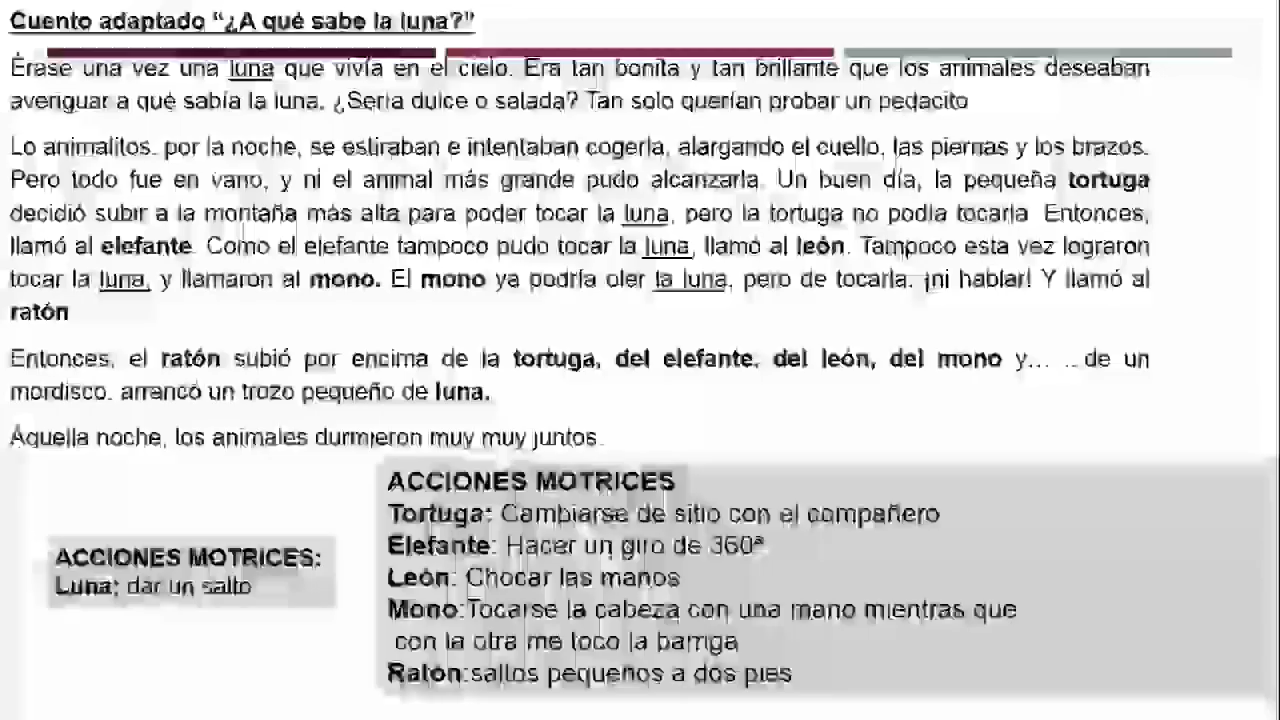 Cuento adaptado “¿A qué sabe la luna?”
Érase una vez una luna que vivía en el cielo. Era tan bonita y tan brillante que los animales deseaban
averiguar a qué sabía la luna. ¿Sería dulce o salada? Tan solo querían probar un pedacito
Lo animalitos. por la noche, se estiraban e intentaban cogerla, alargando el cuello, las piernas y los brazos.
Pero todo fue en vano, y ni el animal más grande pudo alcanzarla. Un buen día, la pequeña tortuga
decidió subir a la montaña más alta para poder tocar la luna, pero la tortuga no podía tocarla. Entonces,
llamó al elefante. Como el elefante tampoco pudo tocar la luna, llamó al león. Tampoco esta vez lograron
tocar la luna, y llamaron al mono. El mono ya podría oler la luna, pero de tocarla, ¡ni hablar! Y llamó al
ratón
Entonces, el ratón subió por encima de la tortuga, del elefante, del león, del mono y... ... de un
mordisco, arrancó un trozo pequeño de luna.
Aquella noche, los animales durmieron muy muy juntos.
ACCIONES MOTRICES:
Luna: dar un salto
ACCIONES MOTRICES
Tortuga: Cambiarse de sitio con el compañero
Elefante: Hacer un giro de 360ª
León: Chocar las manos
Mono:Tocarse la cabeza con una mano mientras que
con la otra me toco la barriga
Ratón:saltos pequeños a dos pies